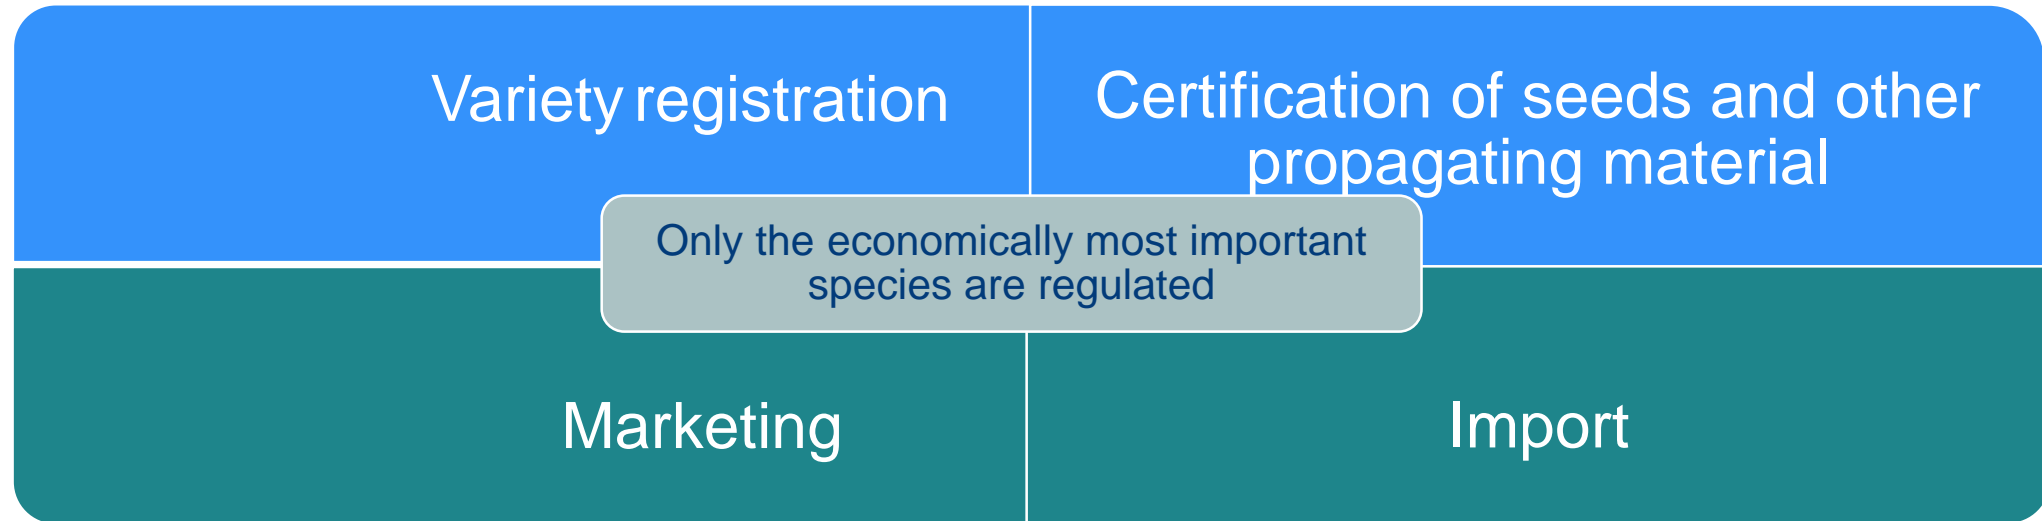 Variety registration
Certification of seeds and other
propagating material
Only the economically most important
species are regulated
Marketing
Import